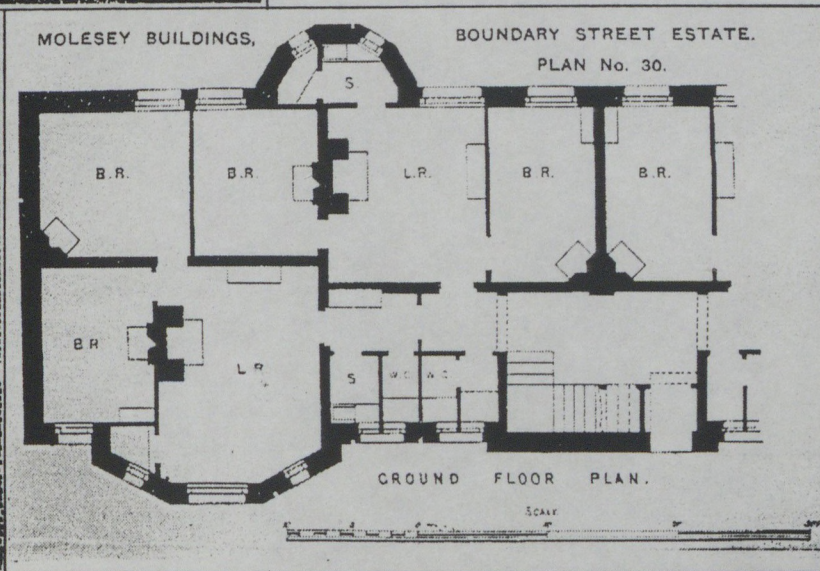 MOLESEY BUILDINGS,
BOUNDARY STREET ESTATE.
PLAN No. 30.
S.
B.R.
B.R.
L.R.
B.R.
B.R.
B R
L.R.
S
W.C.
W.C.
GROUND FLOOR PLAN.
SCALE